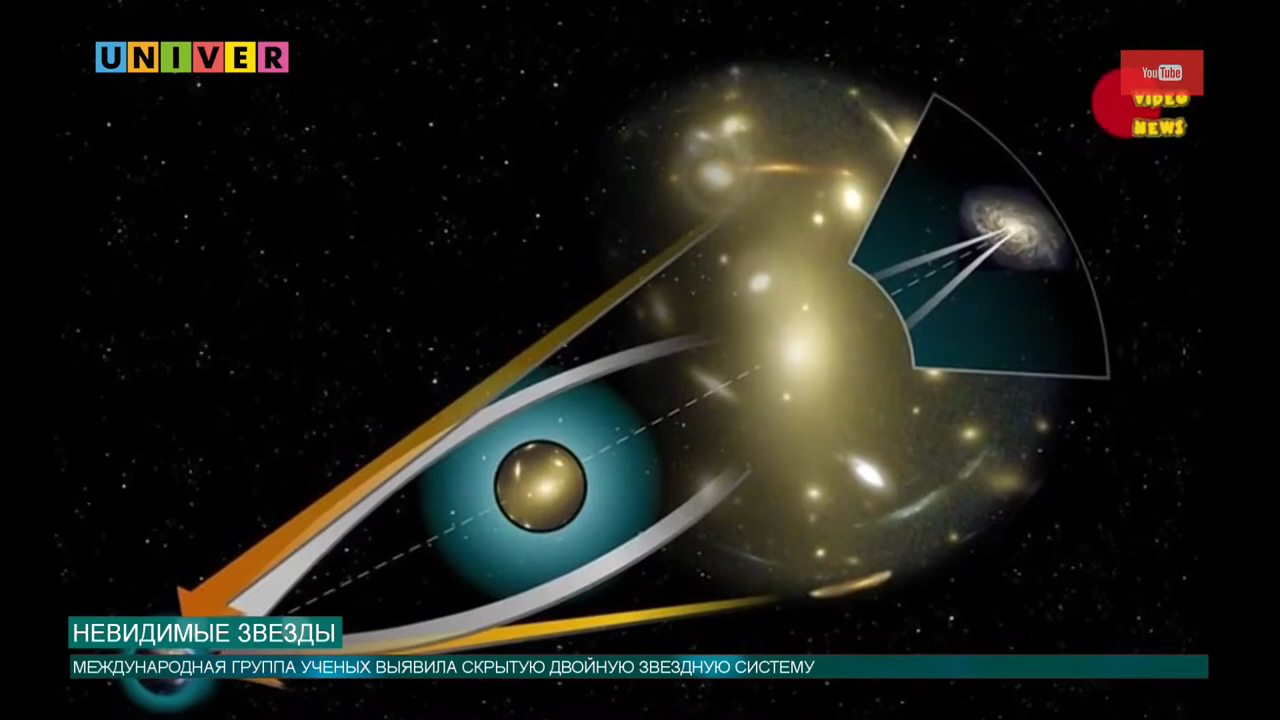 UNIVER
YouTube
VIDEO
NEWS
НЕВИДИМЫЕ ЗВЕЗДЫ
МЕЖДУНАРОДНАЯ ГРУППА УЧЕНЫХ ВЫЯВИЛА СКРЫТУЮ ДВОЙНУЮ ЗВЕЗДНУЮ СИСТЕМУ